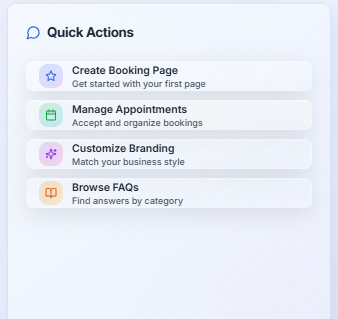 Quick Actions
Create Booking Page
Get started with your first page
Manage Appointments
Accept and organize bookings
Customize Branding
Match your business style
Browse FAQs
Find answers by category